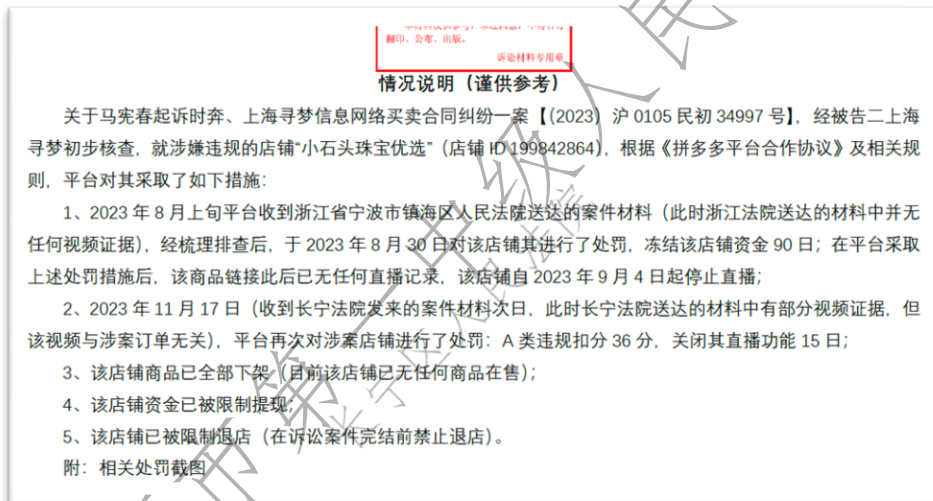 翻印、公布、出版。
诉讼材料专用章
情况说明（谨供参考）
关于马宪春起诉时奔、上海寻梦信息网络买卖合同纠纷一案【（2023）沪 0105 民初 34997 号】，经被告二上海
寻梦初步核查，就涉嫌违规的店铺“小石头珠宝优选”（店铺 ID 199842864），根据《拼多多平台合作协议》及相关规
则，平台对其采取了如下措施：
1、2023 年 8 月上旬平台收到浙江省宁波市镇海区人民法院送达的案件材料（此时浙江法院送达的材料中并无
任何视频证据），经梳理排查后，于 2023 年 8 月 30 日对该店铺其进行了处罚，冻结该店铺资金 90 日；在平台采取
上述处罚措施后，该商品链接此后已无任何直播记录，该店铺自 2023 年 9 月 4 日起停止直播；
2、2023 年 11 月 17 日（收到长宁法院发来的案件材料次日，此时长宁法院送达的材料中有部分视频证据，但
该视频与涉案订单无关），平台再次对涉案店铺进行了处罚：A 类违规扣分 36 分，关闭其直播功能 15 日；
3、该店铺商品已全部下架（目前该店铺已无任何商品在售）；
4、该店铺资金已被限制提现；
5、该店铺已被限制退店（在诉讼案件完结前禁止退店）。
附：相关处罚截图
市第一中级人民
长宁区人民法院